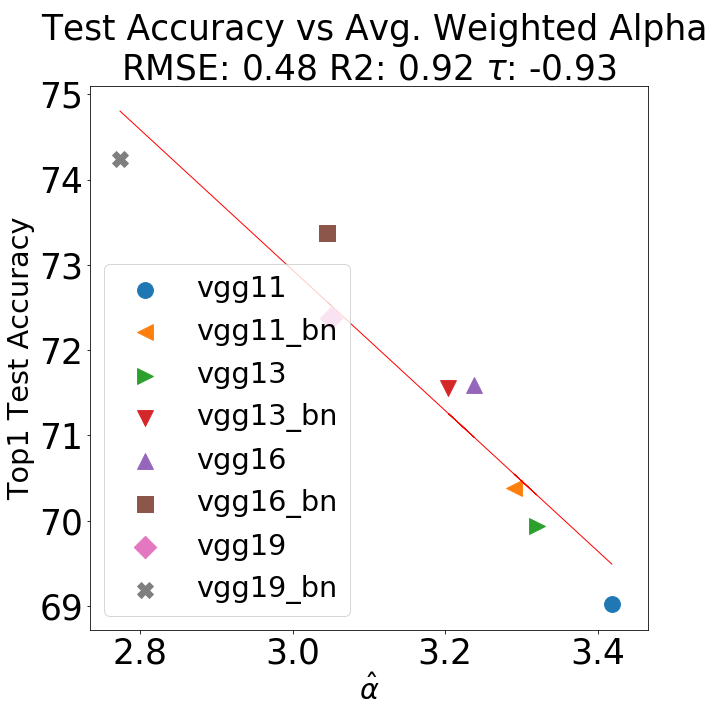 Test Accuracy vs Avg. Weighted Alpha
RMSE: 0.48 R2: 0.92 τ: -0.93
75
74
73
72
71
70
69
Top1 Test Accuracy
vgg11
vgg11_bn
vgg13
vgg13_bn
vgg16
vgg16_bn
vgg19
vgg19_bn
2.8 3.0 3.2 3.4
α̂